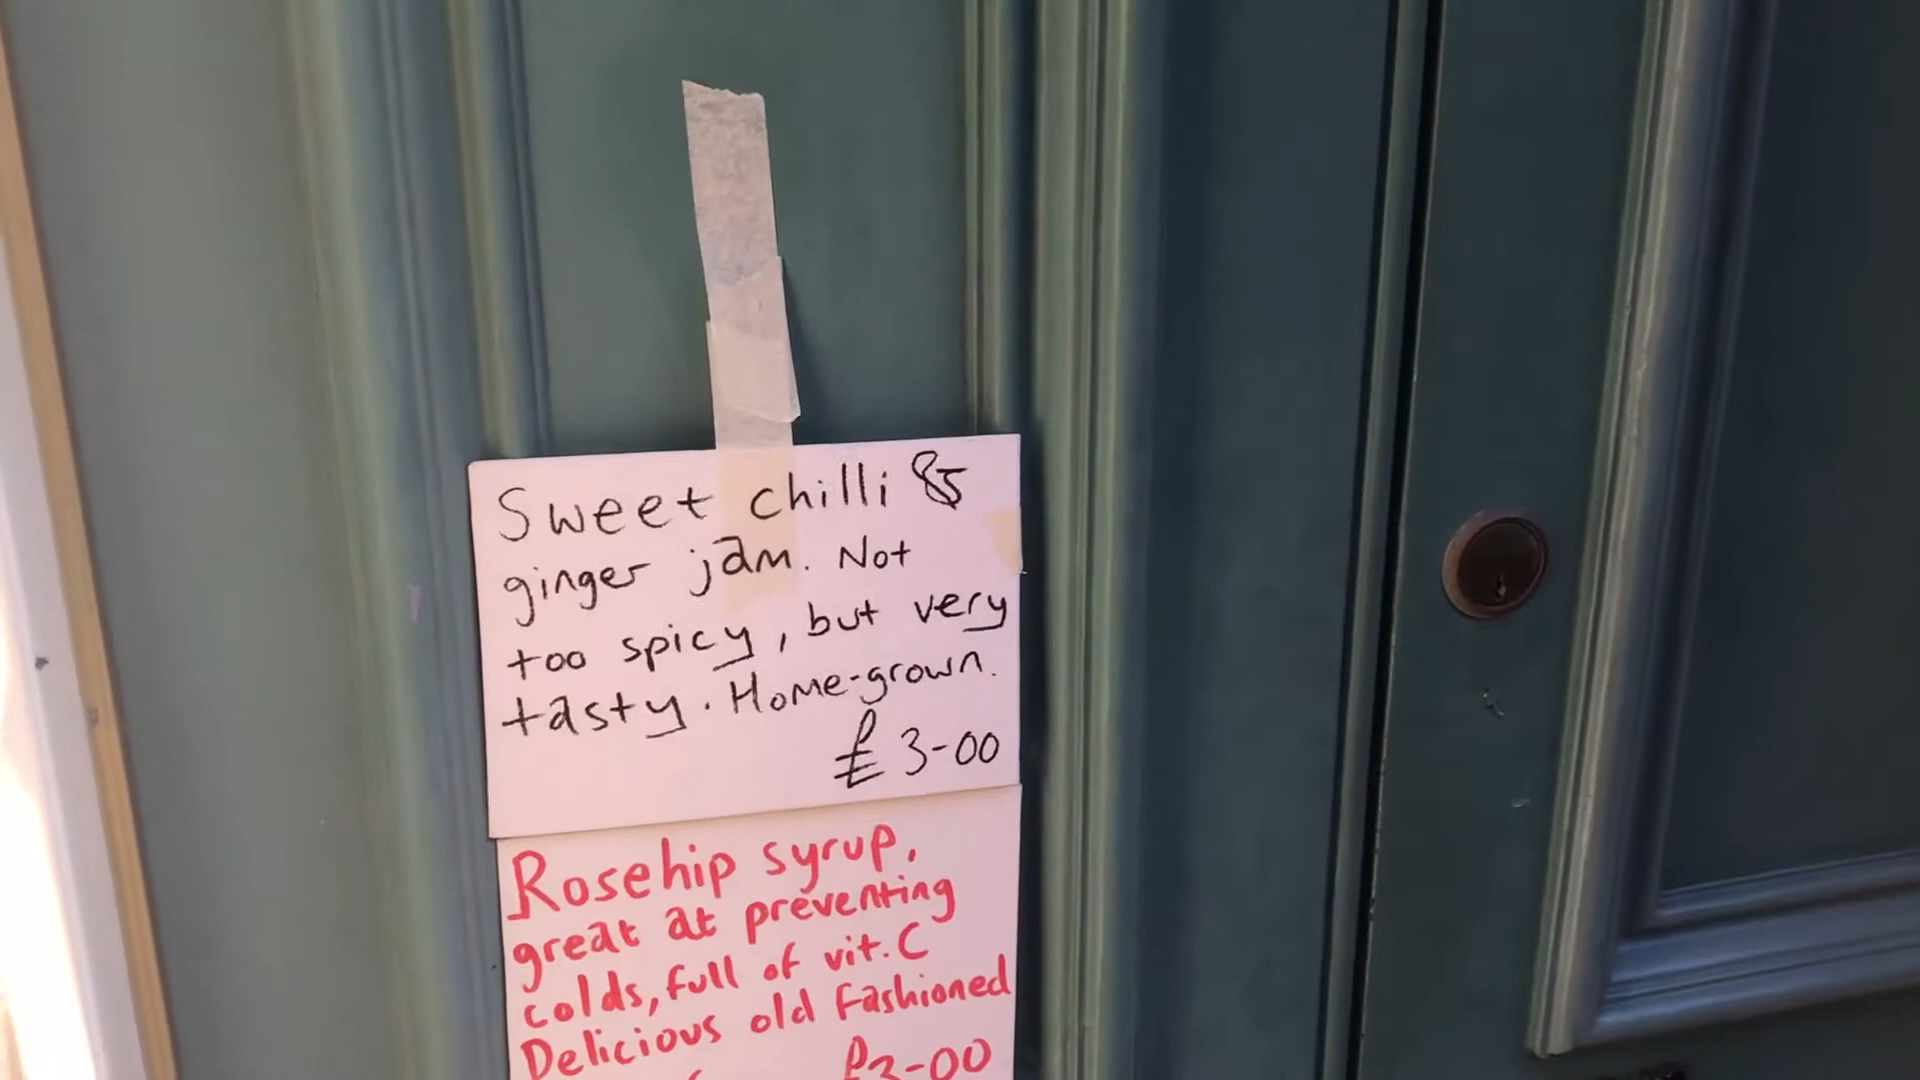 Sweet chilli &
ginger jam. Not
too spicy, but very
tasty. Home-grown.
£3-00
Rosehip syrup,
great at preventing
colds, full of vit. C
Delicious old fashioned
£3-00